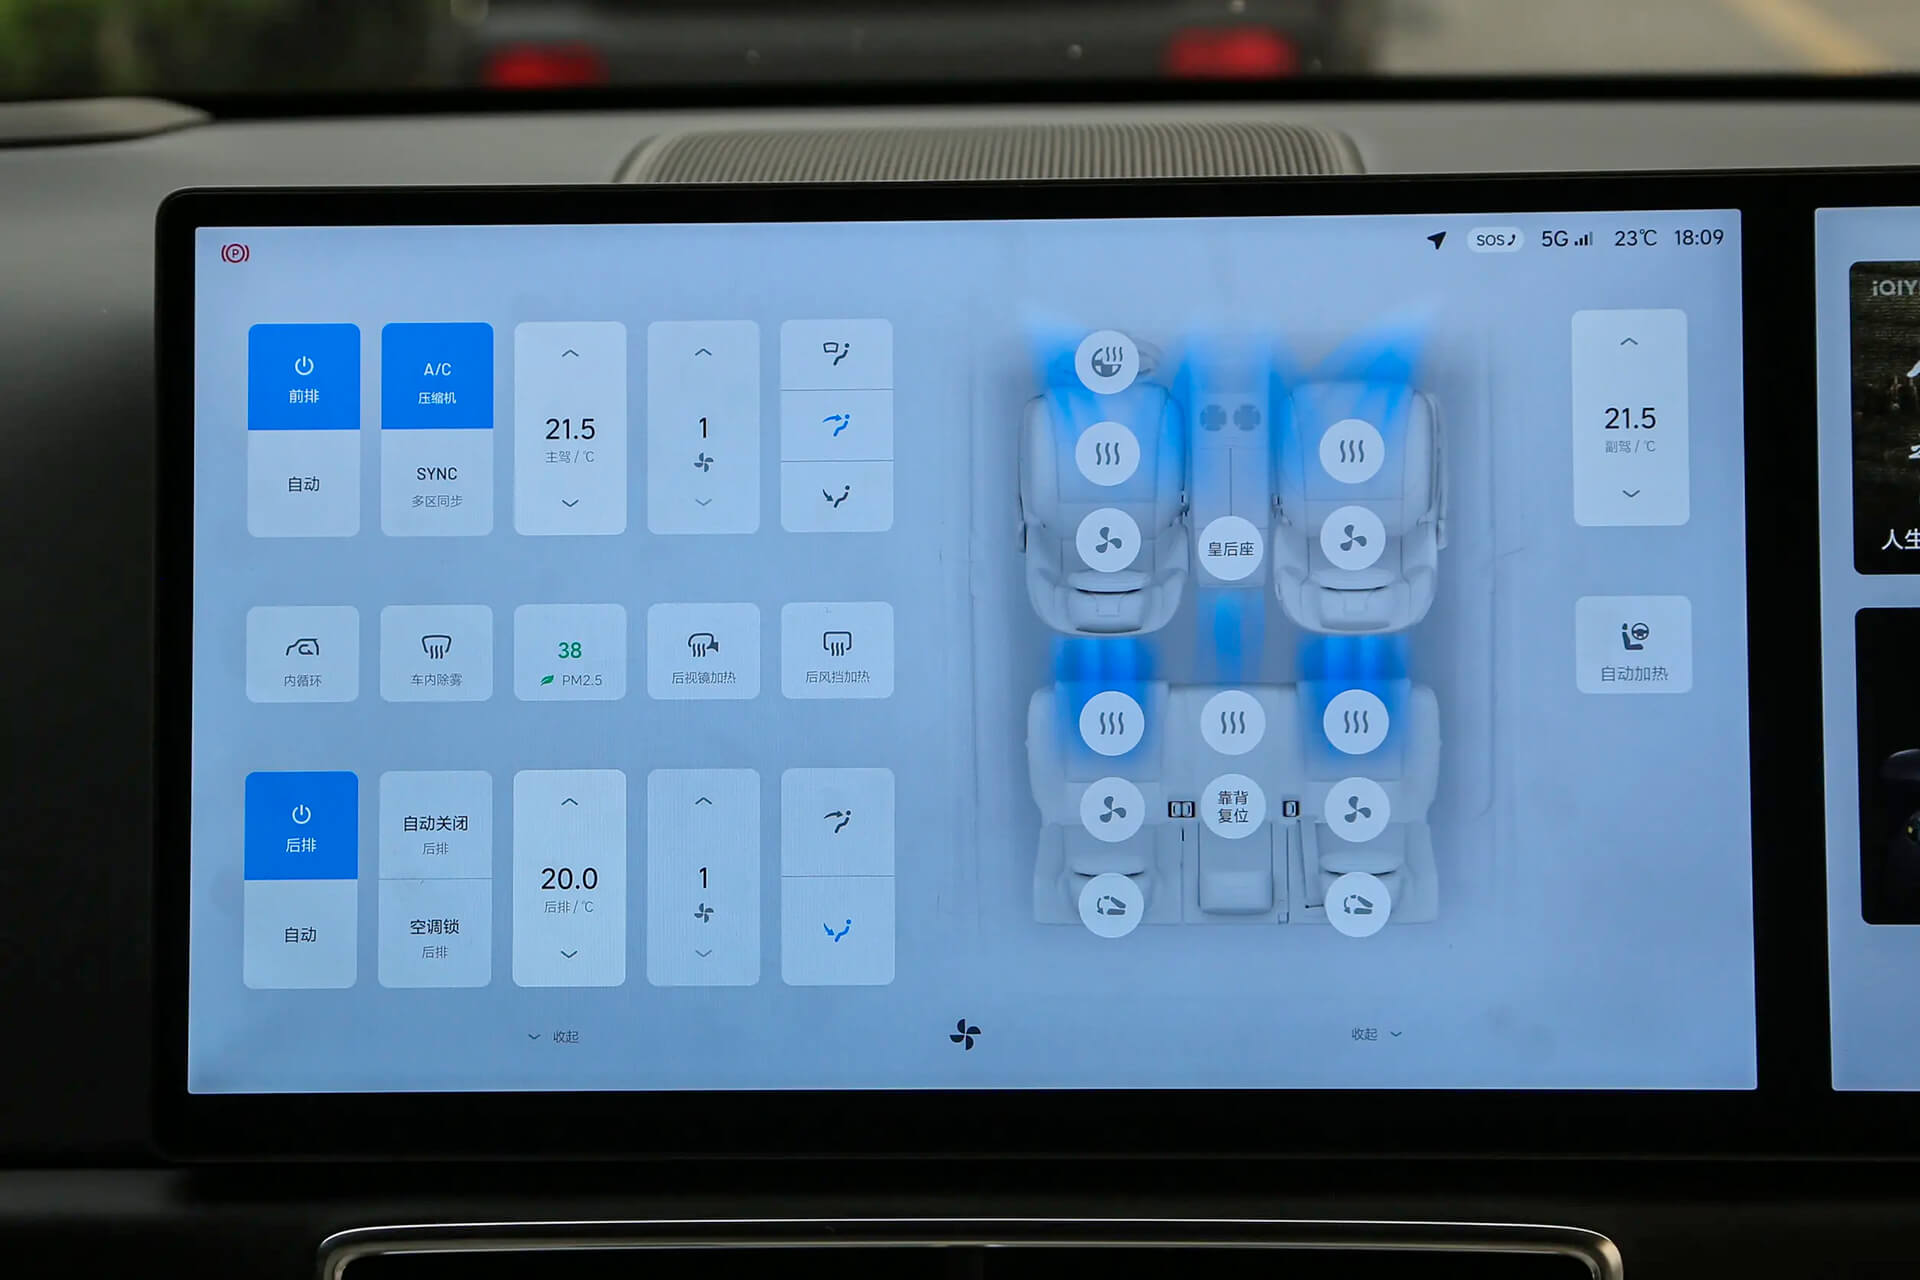 P
SOS
5G
23℃
18:09
前排
自动
A/C
压缩机
SYNC
多区同步
21.5
主驾 / ℃
1
皇后座
21.5
副驾 / ℃
内循环
车内除雾
38
PM2.5
后视镜加热
后风挡加热
自动加热
后排
自动
自动关闭
后排
空调锁
后排
20.0
后排 / ℃
1
靠背
复位
收起
收起
iQIY
人生